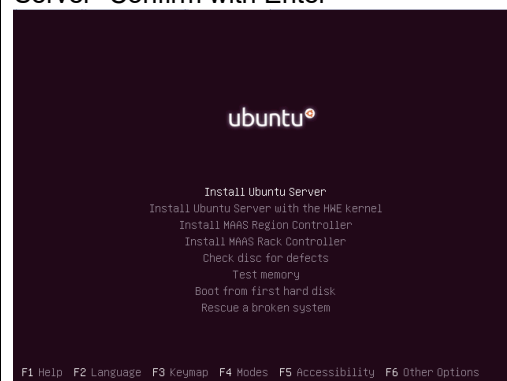 Server" Confirm with Enter
ubuntu
Install Ubuntu Server
Install Ubuntu Server with the HWE kernel
Install MAAS Region Controller
Install MAAS Rack Controller
Check disc for defects
Test memory
Boot from first hard disk
Rescue a broken system
F1 Help F2 Language F3 Keymap F4 Modes F5 Accessibility F6 Other Options